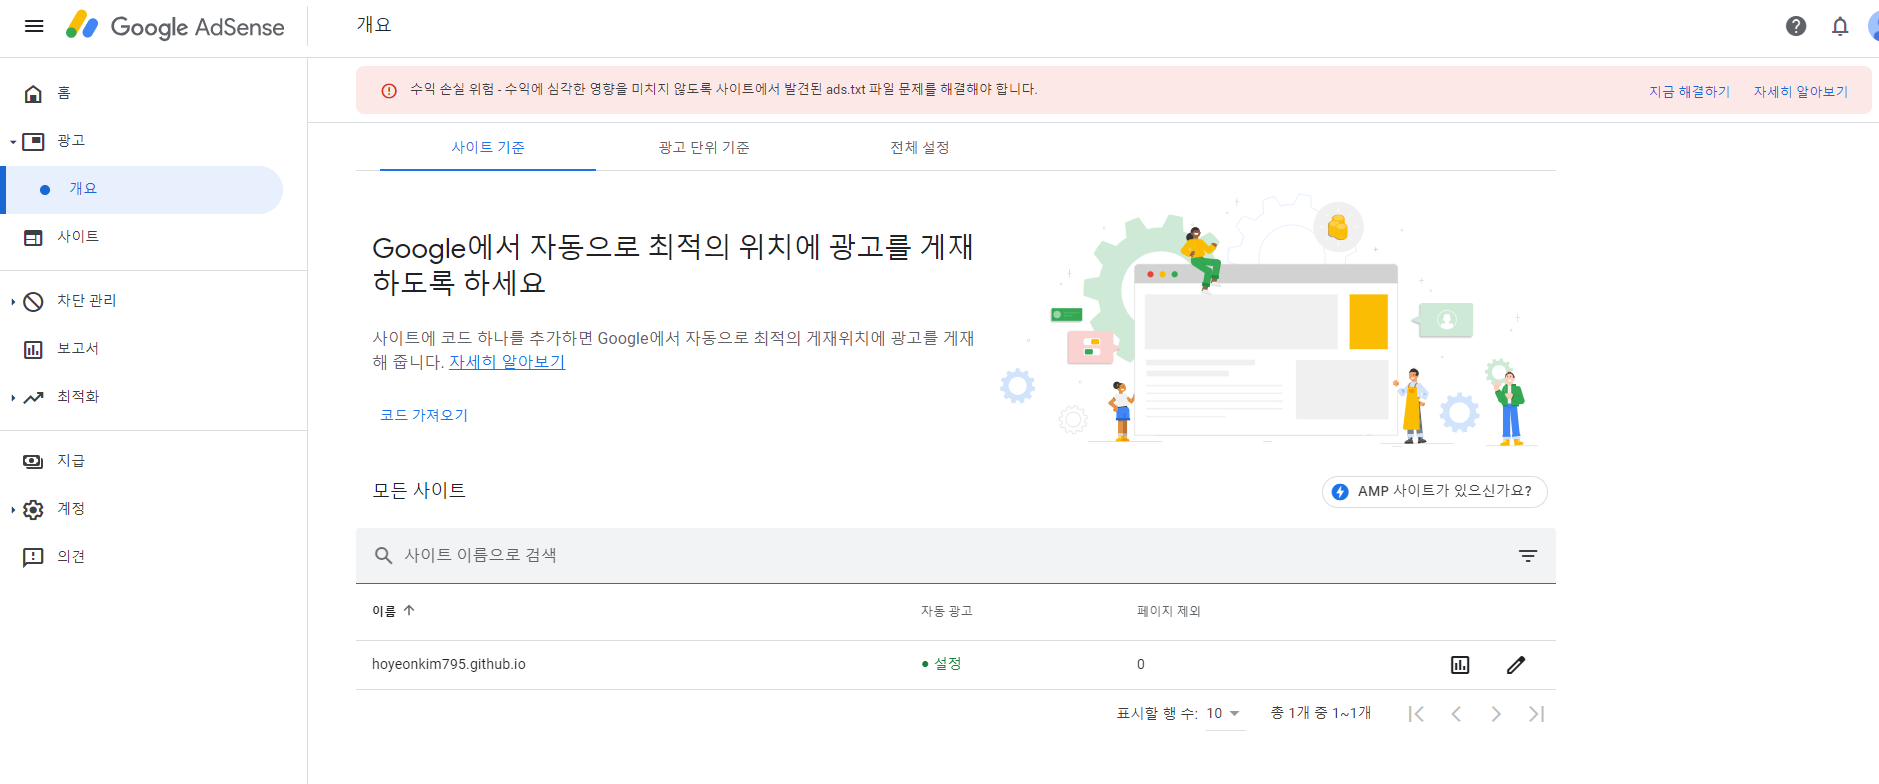 Google AdSense
개요
홈
광고
개요
사이트
차단 관리
보고서
최적화
지급
계정
의견
수익 손실 위험 - 수익에 심각한 영향을 미치지 않도록 사이트에서 발견된 ads.txt 파일 문제를 해결해야 합니다.
지금 해결하기
자세히 알아보기
사이트 기준
광고 단위 기준
전체 설정
Google에서 자동으로 최적의 위치에 광고를 게재
하도록 하세요
사이트에 코드 하나를 추가하면 Google에서 자동으로 최적의 게재위치에 광고를 게재
해 줍니다. 자세히 알아보기
코드 가져오기
모든 사이트
AMP 사이트가 있으신가요?
사이트 이름으로 검색
이름
자동 광고
페이지 제외
hoyeonkim795.github.io
설정
0
표시할 행 수: 10
총 1개 중 1~1개